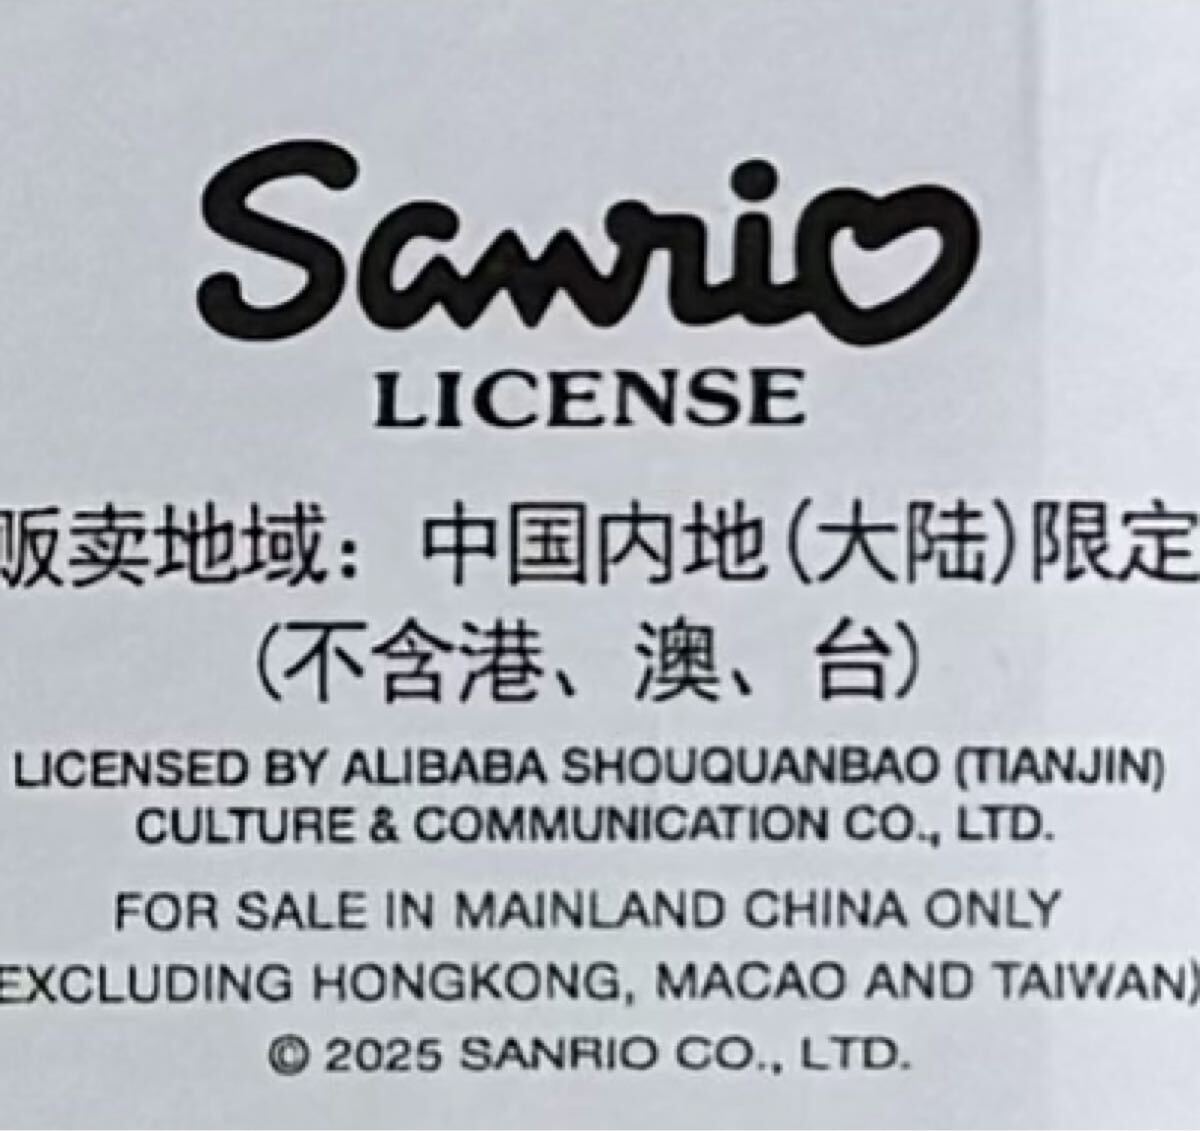 Sanrio
LICENSE
贩卖地域：中国内地(大陆)限定
(不含港、澳、台)
LICENSED BY ALIBABA SHOUQUANBAO (TIANJIN)
CULTURE & COMMUNICATION CO., LTD.
FOR SALE IN MAINLAND CHINA ONLY
EXCLUDING HONGKONG, MACAO AND TAIWAN)
© 2025 SANRIO CO., LTD.